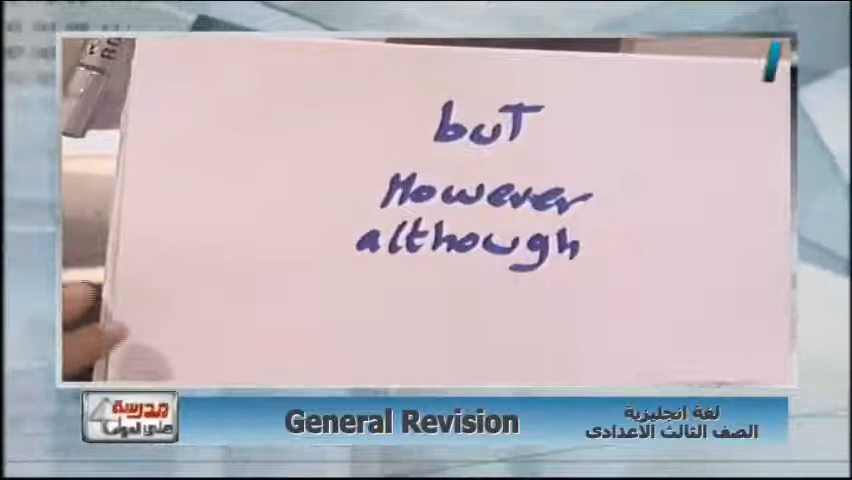 but
However
although
مدرسة
على الهواء
General Revision
لغة انجليزية
الصف الثالث الاعدادى